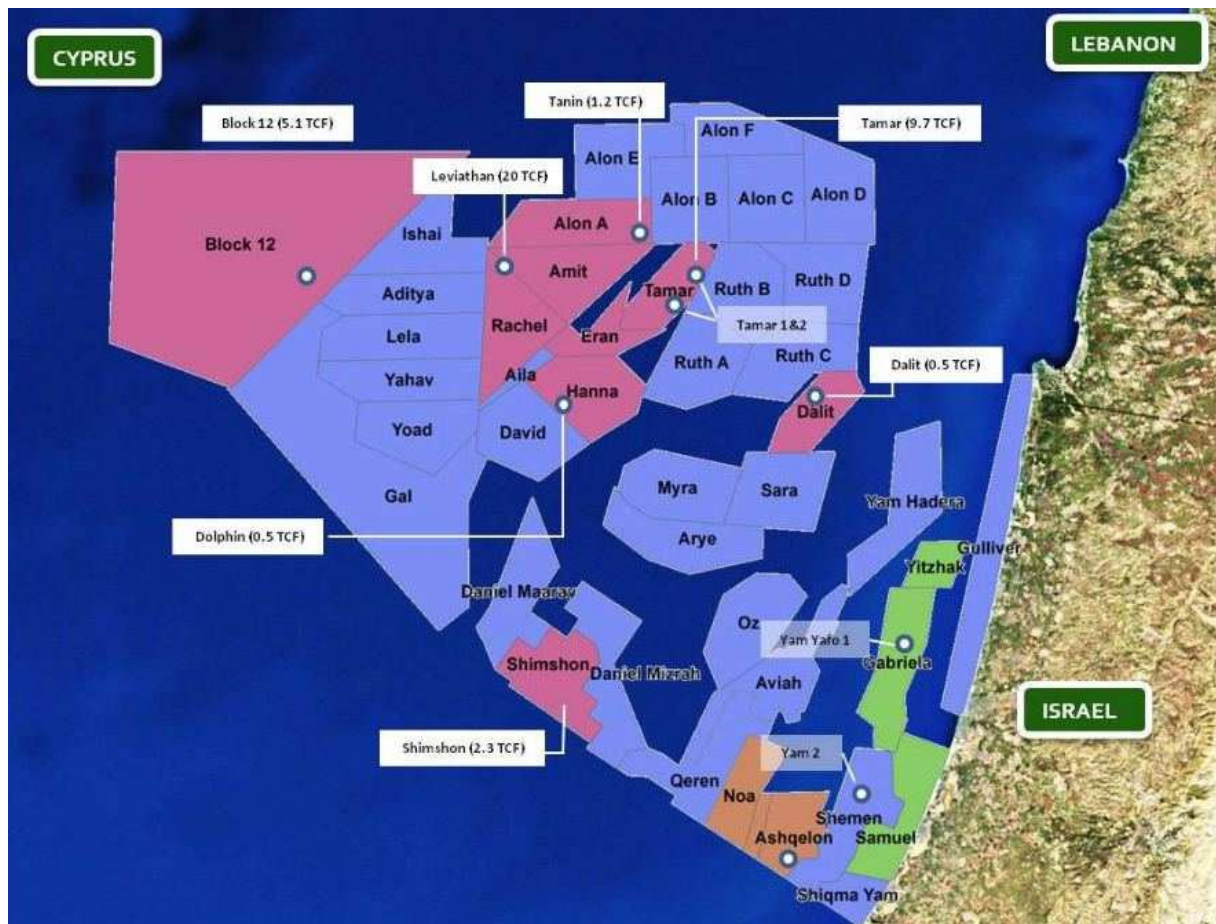 CYPRUS
LEBANON
Tanin (1.2 TCF)
Block 12 (5.1 TCF)
Tamar (9.7 TCF)
Alon F
Alon E
Leviathan (20 TCF)
Alon B
Alon C
Alon D
Alon A
Ishai
Block 12
Amit
Aditya
Tamar
Ruth B
Ruth D
Rachel
Eran
Tamar 1&2
Lela
Ruth A
Ruth C
Dalit (0.5 TCF)
Yahav
Aila
Hanna
Dalit
Yoad
David
Gal
Myra
Sara
Yam Hadera
Dolphin (0.5 TCF)
Arye
Gulliver
Yitzhak
Daniel Maarav
Oz
Yam Yafo 1
Shimshon
Daniel Mizrah
Gabriela
Aviah
ISRAEL
Shimshon (2.3 TCF)
Yam 2
Qeren
Noa
Shemen
Ashqelon
Samuel
Shiqma Yam